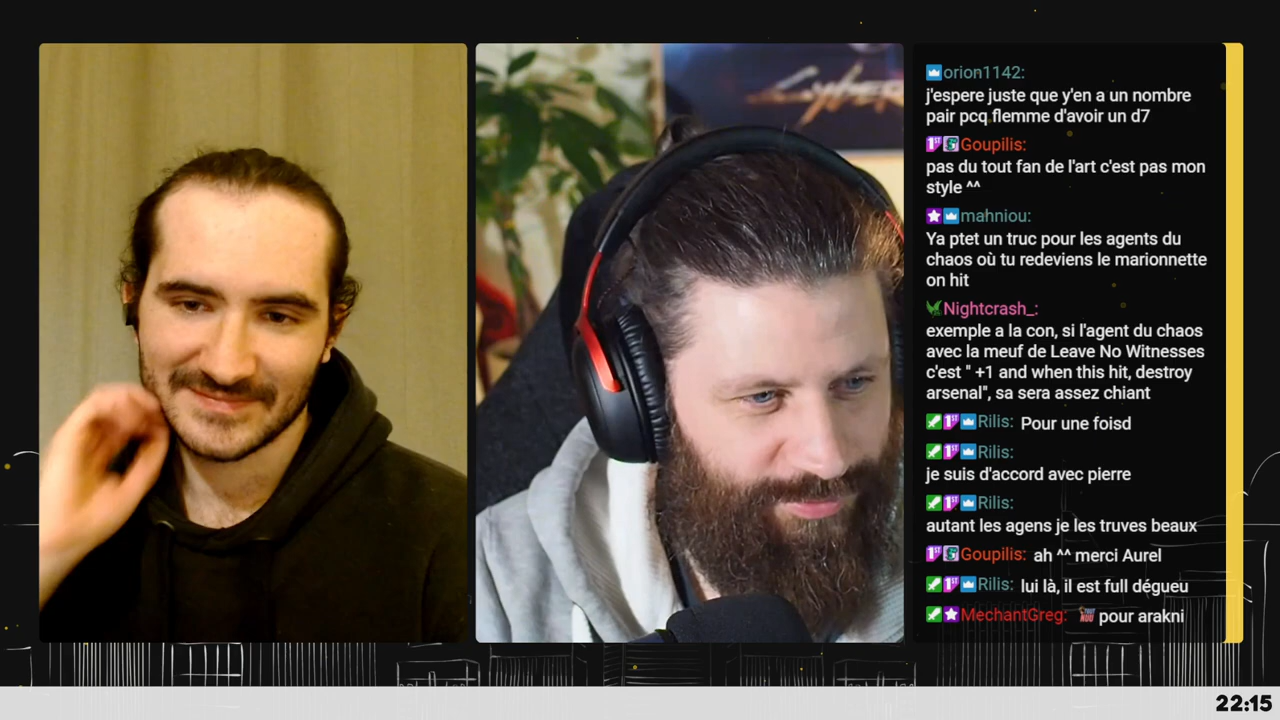 Cyber
orion1142:
j'espere juste que y'en a un nombre
pair pcq flemme d'avoir un d7
Goupilis:
pas du tout fan de l'art c'est pas mon
style ^^
mahniou:
Ya ptet un truc pour les agents du
chaos où tu redeviens le marionnette
on hit
Nightcrash_:
exemple a la con, si l'agent du chaos
avec la meuf de Leave No Witnesses
c'est " +1 and when this hit, destroy
arsenal", sa sera assez chiant
Rilis: Pour une foisd
Rilis:
je suis d'accord avec pierre
Rilis:
autant les agens je les truves beaux
Goupilis: ah ^^ merci Aurel
Rilis: lui là, il est full dégueu
MechantGreg: pour arakni
22:15